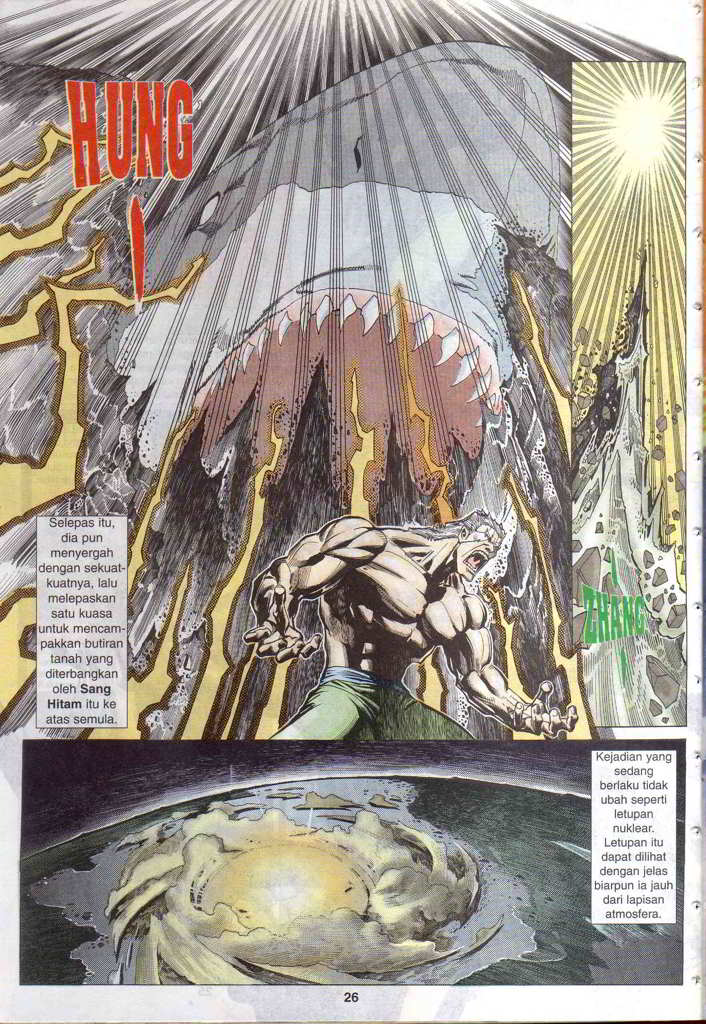 HUNG
!
Selepas itu,
dia pun
menyergah
dengan sekuat-
kuatnya, lalu
melepaskan
satu kuasa
untuk mencam-
pakkan butiran
tanah yang
diterbangkan
oleh Sang
Hitam itu ke
atas semula.
ZHANG
!
Kejadian yang
sedang
berlaku tidak
ubah seperti
letupan
nuklear.
Letupan itu
dapat dilihat
dengan jelas
biarpun ia jauh
dari lapisan
atmosfera.
26